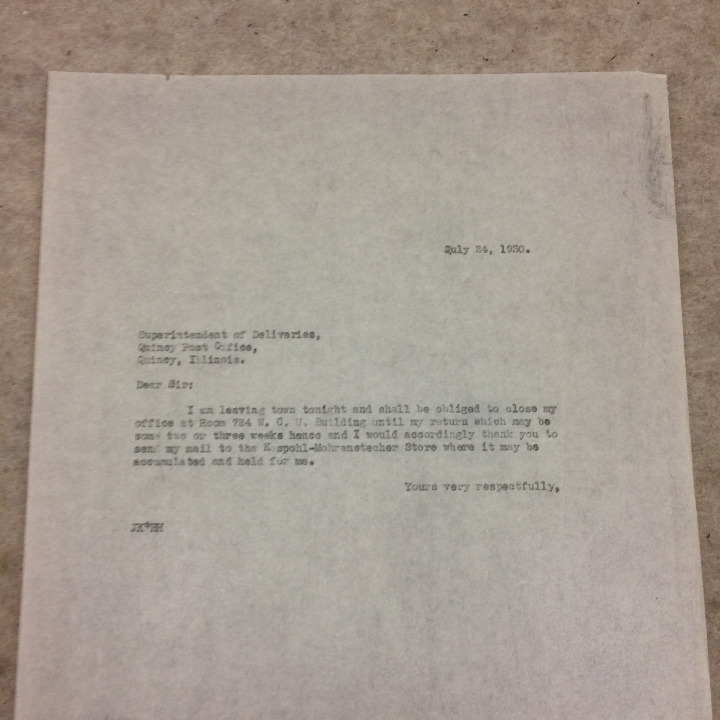 July 24, 1930.
Superintendent of Deliveries,
Quincy Post Office,
Quincy, Illinois.
Dear Sir:
I am leaving town tonight and shall be obliged to close my
office at Room 724 W. C. U. Building until my return which may be
some two or three weeks hence and I would accordingly thank you to
send my mail to the Store where it may be
accumulated and held for me.
Yours very respectfully,